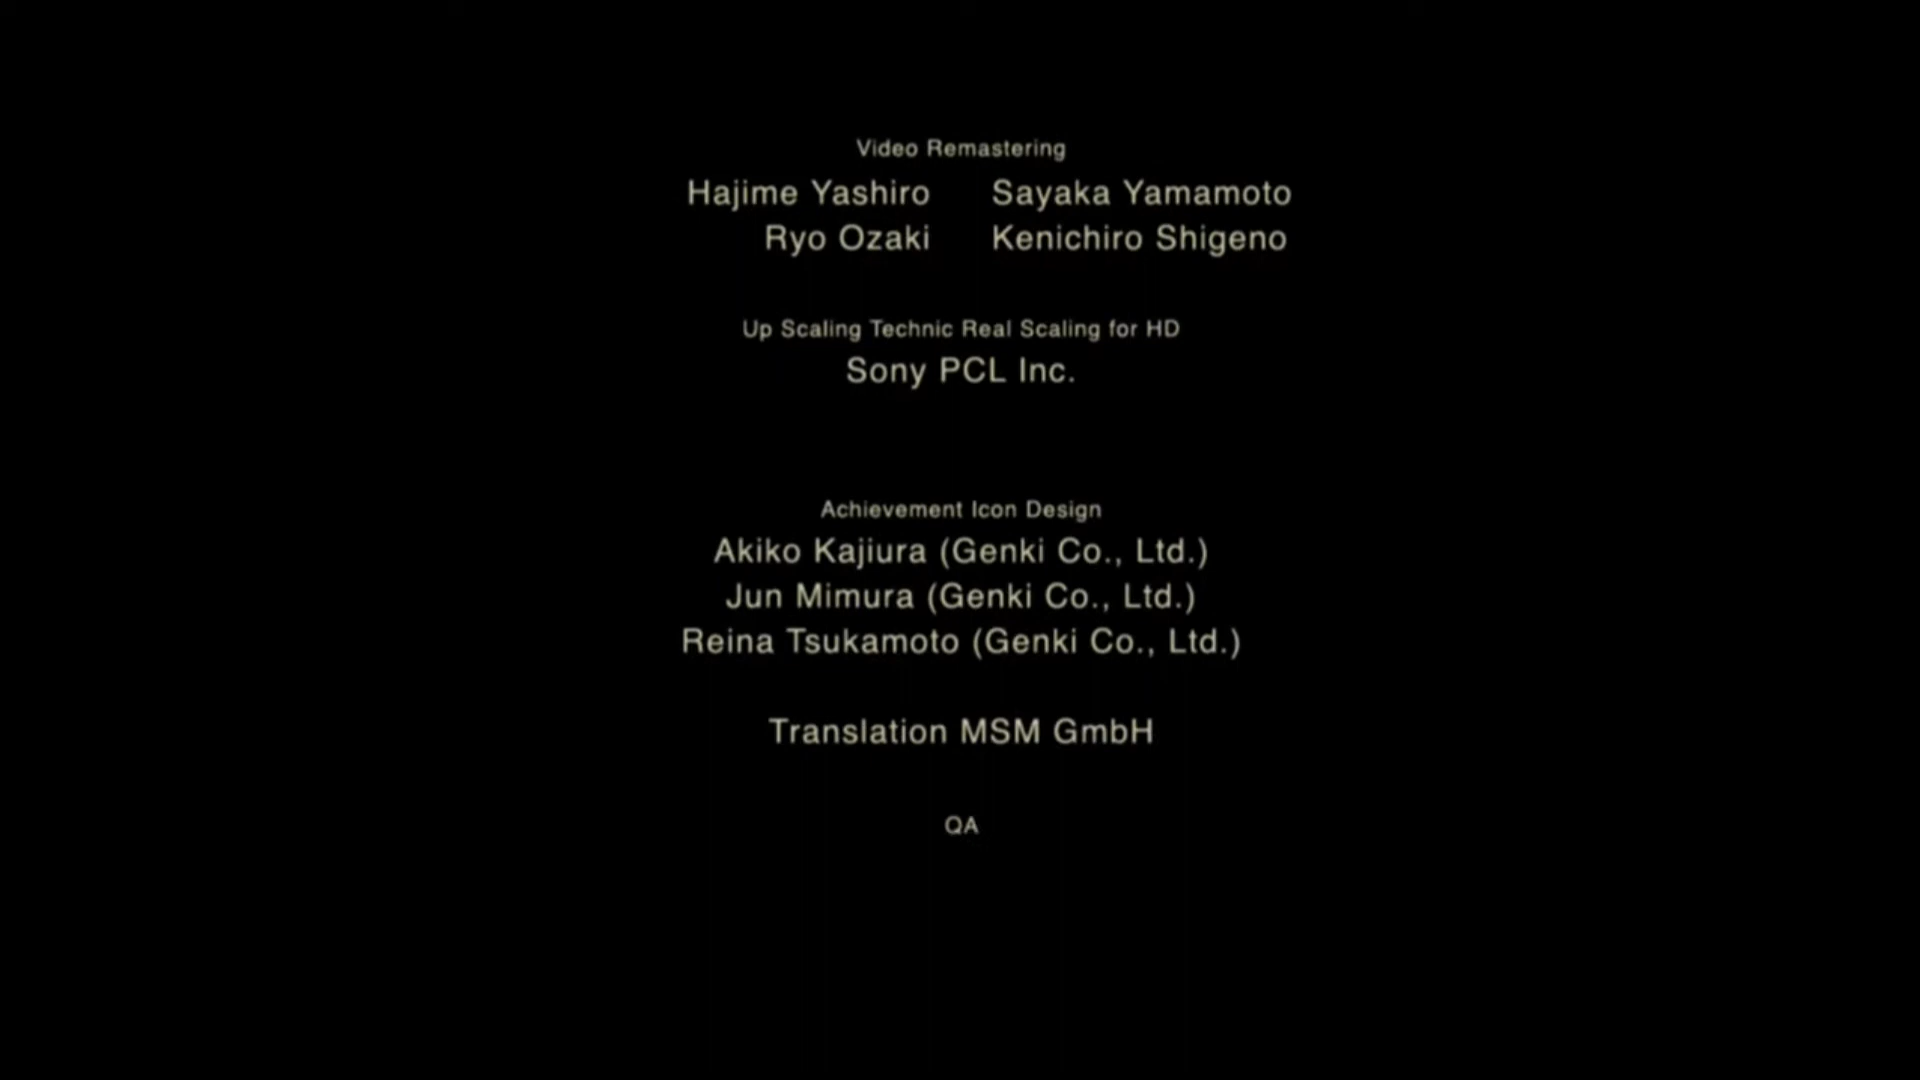 Video Remastering
Hajime Yashiro Sayaka Yamamoto
Ryo Ozaki Kenichiro Shigeno
Up Scaling Technic Real Scaling for HD
Sony PCL Inc.
Achievement Icon Design
Akiko Kajiura (Genki Co., Ltd.)
Jun Mimura (Genki Co., Ltd.)
Reina Tsukamoto (Genki Co., Ltd.)
Translation MSM GmbH
QA